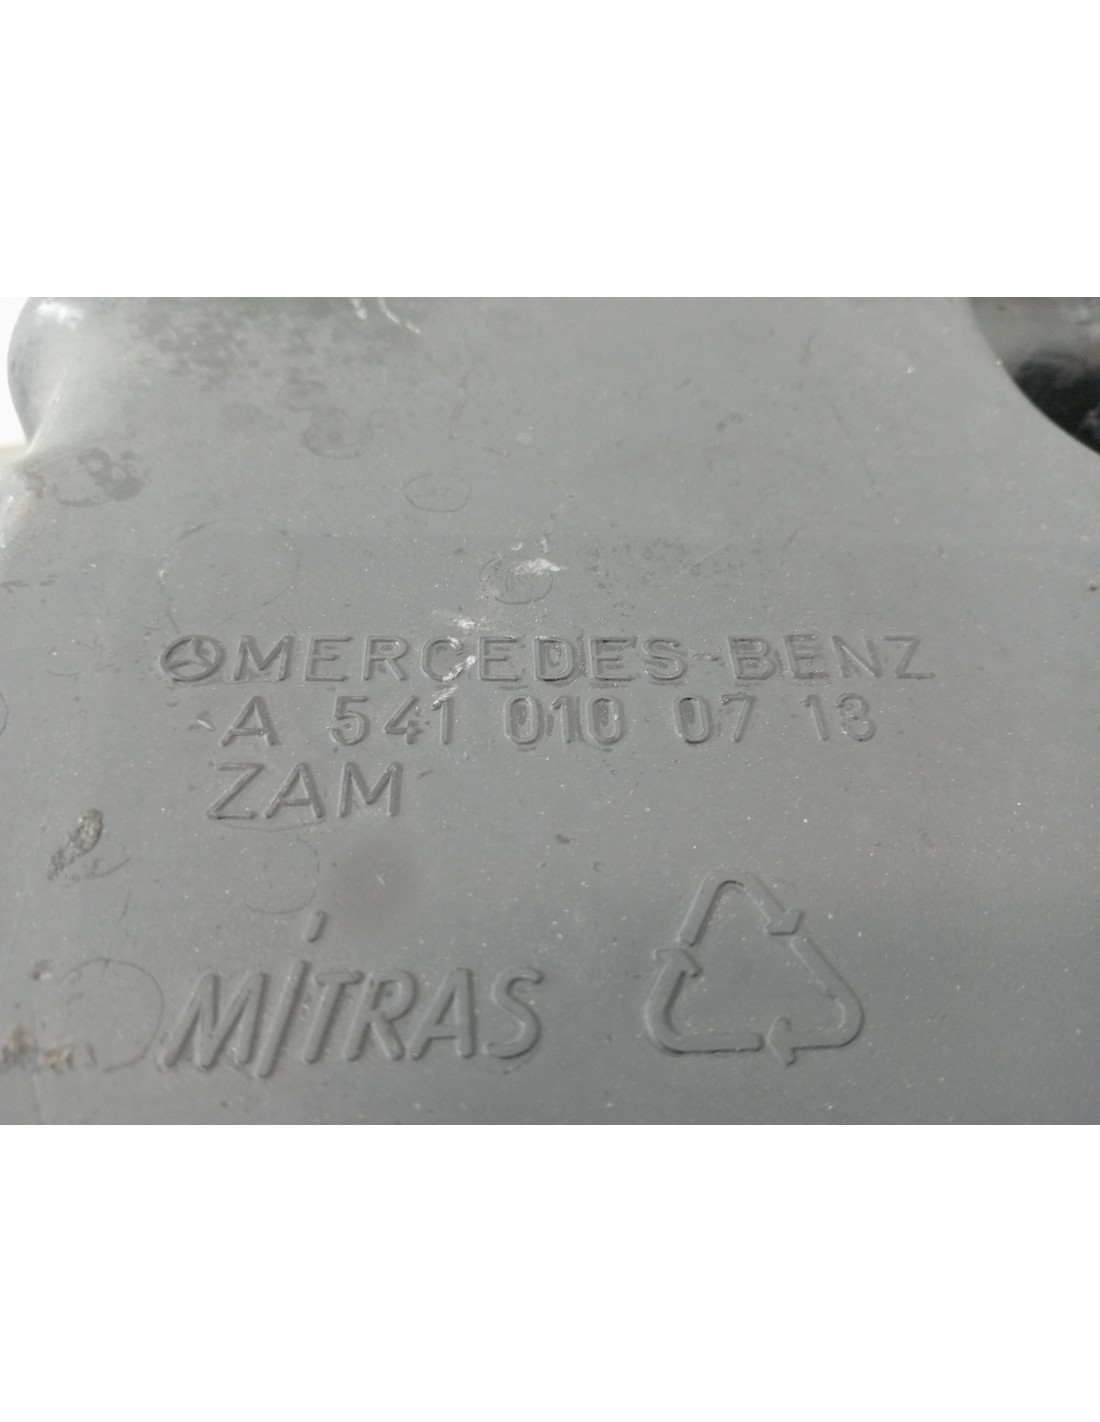 MERCEDES-BENZ
A 541 010 07 13
ZAM
MITRAS